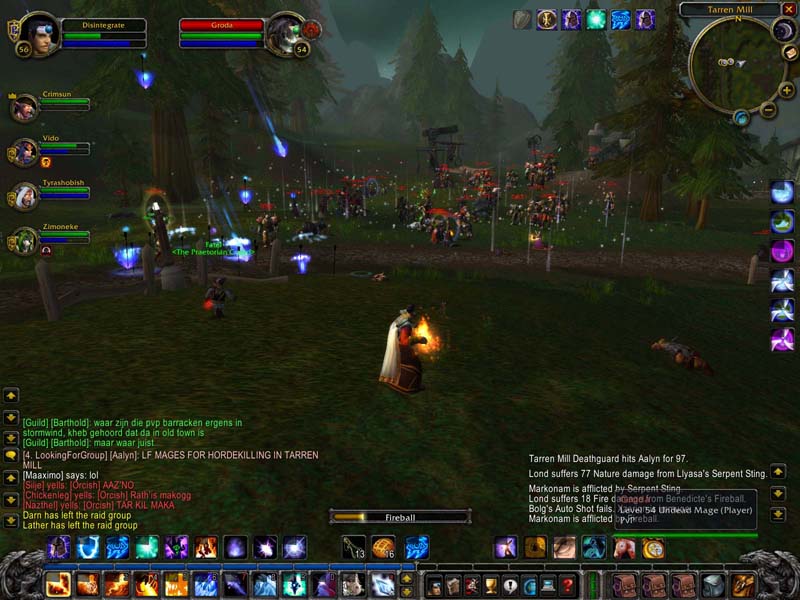 Disintegrate
56
Groda
54
Tarren Mill
N
Crimsun
Vido
Tyrashobish
Zimoneke
[Guild] [Barthold]: waar zijn die pvp barracken ergens in
stormwind, kheb gehoord dat da in old town is
[Guild] [Barthold]: maar waar juist
[4. LookingForGroup] [Aalyn]: LF MAGES FOR HORDEKILLING IN TARREN
MILL
[Maaximo] says: lol
yells: [Orcish] AAZ'NO
[Chickenleg] yells: [Orcish] Rath'is makogg
[Nazthel] yells: [Orcish] TAR KIL MAKA
Darn has left the raid group
Lather has left the raid group
Tarren Mill Deathguard hits Aalyn for 97.
Lond suffers 77 Nature damage from Llyasa's Serpent Sting.
Markonam is afflicted by Serpent Sting.
Lond suffers 18 Fire damage from Benedicte's Fireball.
Bolg's Auto Shot fails.
Markonam is afflicted by Fireball.
Level 54 Undead Mage (Player)
PvP
Fireball
13
16